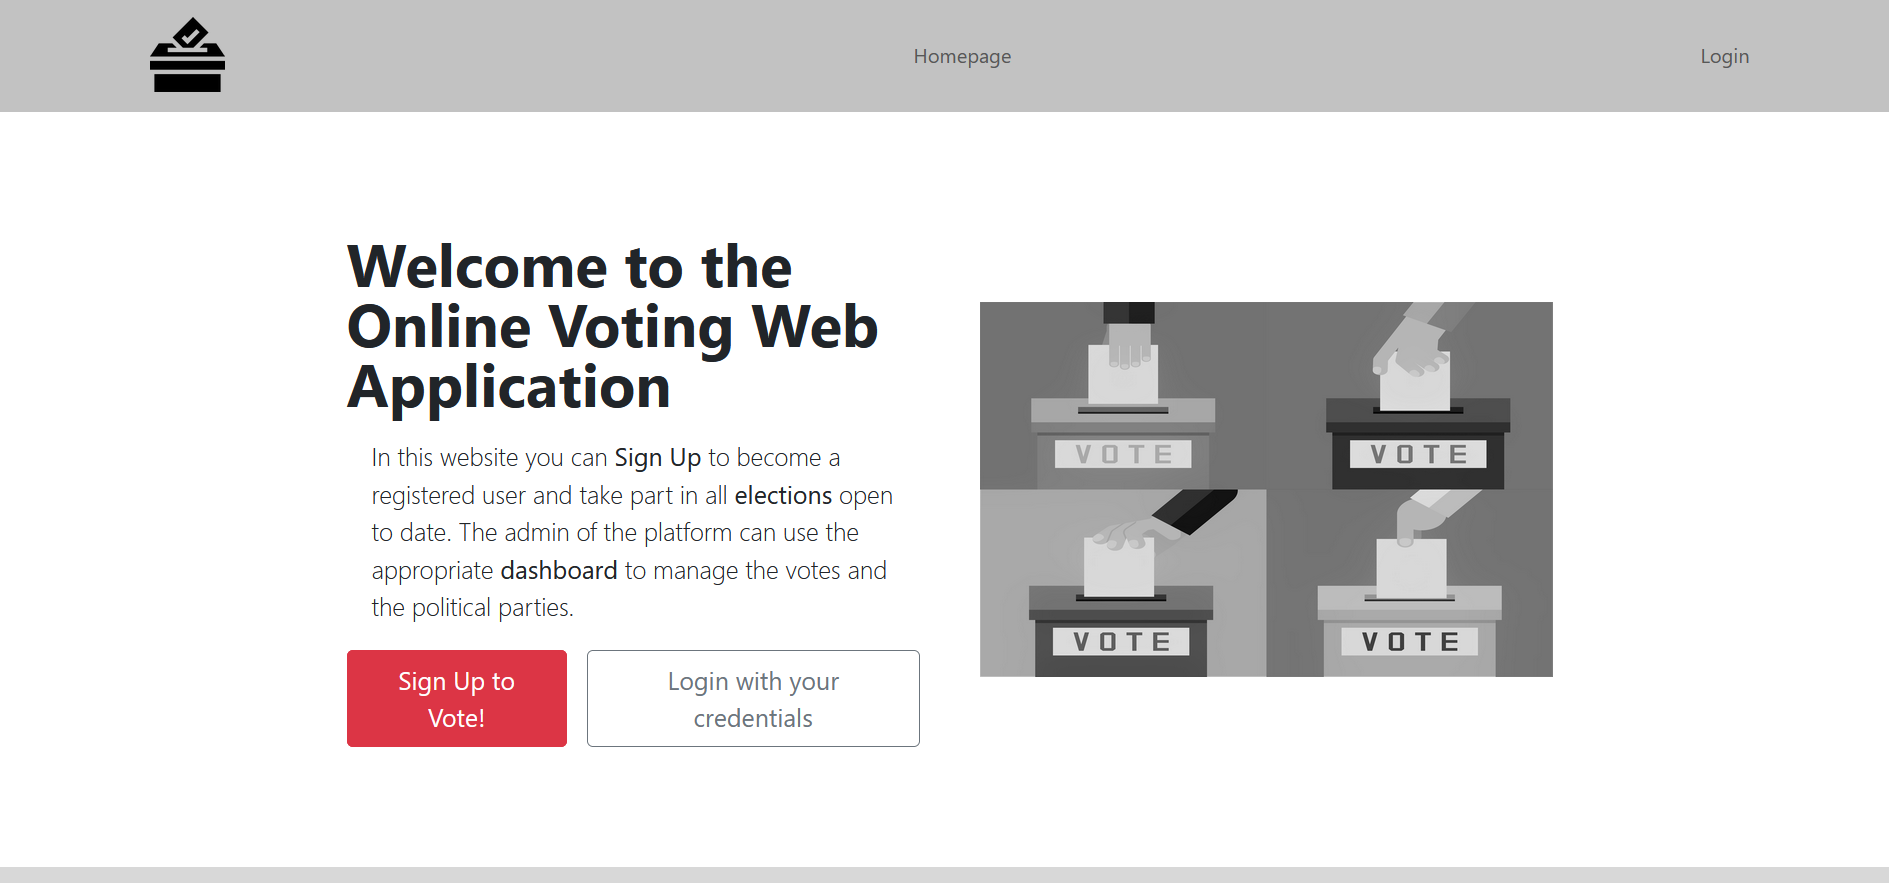 Homepage
Login
Welcome to the
Online Voting Web
Application
In this website you can Sign Up to become a
registered user and take part in all elections open
to date. The admin of the platform can use the
appropriate dashboard to manage the votes and
the political parties.
Sign Up to
Vote!
Login with your
credentials
VOTE
VOTE
VOTE
VOTE